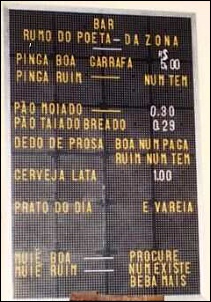 BAR
RUMO DO POETA - DA ZONA
PINGA BOA GARRAFA R$ 5,00
PINGA RUIM — NUM TEM
PÃO MOIADO — 0.30
PÃO TAIADO BREADO 0.29
DEDO DE PROSA BOA NUM PAGA
RUIM NUM TEM
CERVEJA LATA 1.00
PRATO DO DIA E VAREIA
MUIÉ BOA — PROCURE
MUIÉ RUIM — NUM EXISTE
BEBA MAIS